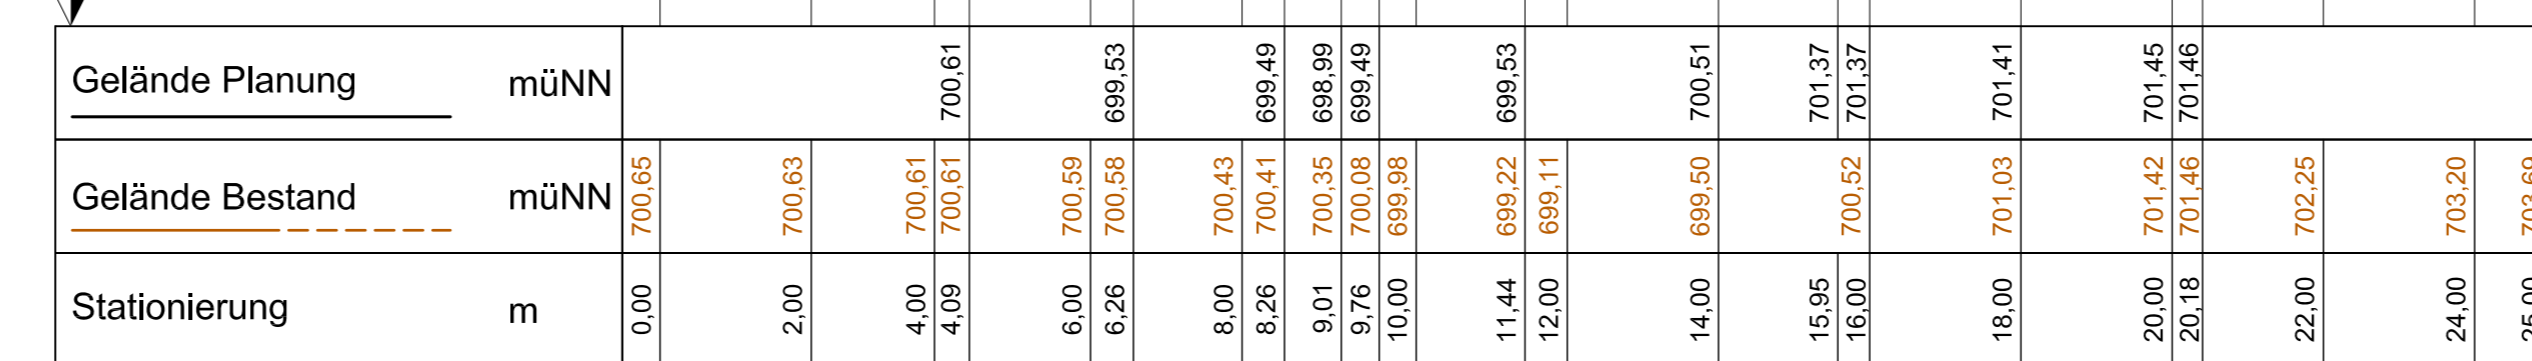 Gelände Planung müNN 700,61 699,53 699,49 698,99 699,49 699,53 700,51 701,37 701,37 701,41 701,45 701,46
Gelände Bestand müNN 700,65 700,63 700,61 700,61 700,59 700,58 700,43 700,41 700,35 700,08 699,98 699,22 699,11 699,50 700,52 701,03 701,42 701,46 702,25 703,20
Stationierung m 0,00 2,00 4,00 4,09 6,00 6,26 8,00 8,26 9,01 9,76 10,00 11,44 12,00 14,00 15,95 16,00 18,00 20,00 20,18 22,00 24,00